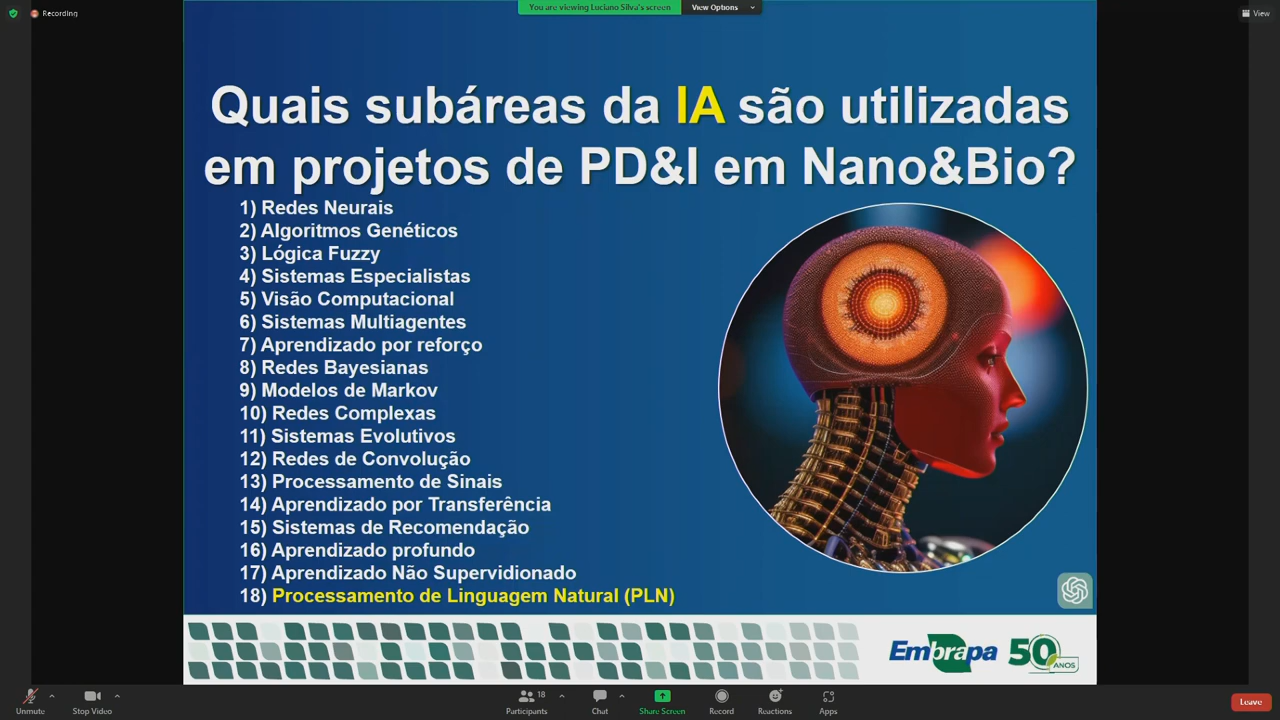 Recording
You are viewing Luciano Silva's screen
View Options
View
Quais subáreas da IA são utilizadas
em projetos de PD&I em Nano&Bio?
1) Redes Neurais
2) Algoritmos Genéticos
3) Lógica Fuzzy
4) Sistemas Especialistas
5) Visão Computacional
6) Sistemas Multiagentes
7) Aprendizado por reforço
8) Redes Bayesianas
9) Modelos de Markov
10) Redes Complexas
11) Sistemas Evolutivos
12) Redes de Convolução
13) Processamento de Sinais
14) Aprendizado por Transferência
15) Sistemas de Recomendação
16) Aprendizado profundo
17) Aprendizado Não Supervidionado
18) Processamento de Linguagem Natural (PLN)
Embrapa 50 ANOS
Unmute
Stop Video
18
Participants
Chat
Share Screen
Record
Reactions
Apps
Leave